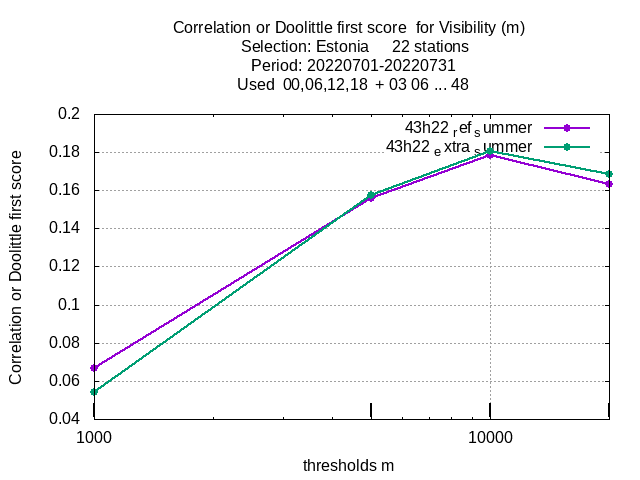 Correlation or Doolittle first score  for Visibility (m)
Selection: Estonia     22 stations
Period: 20220701-20220731
Used  00,06,12,18  + 03 06 ... 48
43h22 ref summer
43h22 extra summer
Correlation or Doolittle first score
0.2
0.18
0.16
0.14
0.12
0.1
0.08
0.06
0.04
1000
10000
thresholds m